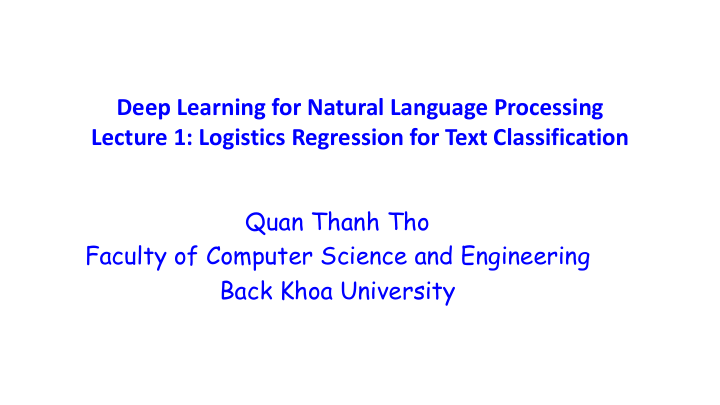 Deep Learning for Natural Language Processing
Lecture 1: Logistics Regression for Text Classification
Quan Thanh Tho
Faculty of Computer Science and Engineering
Back Khoa University